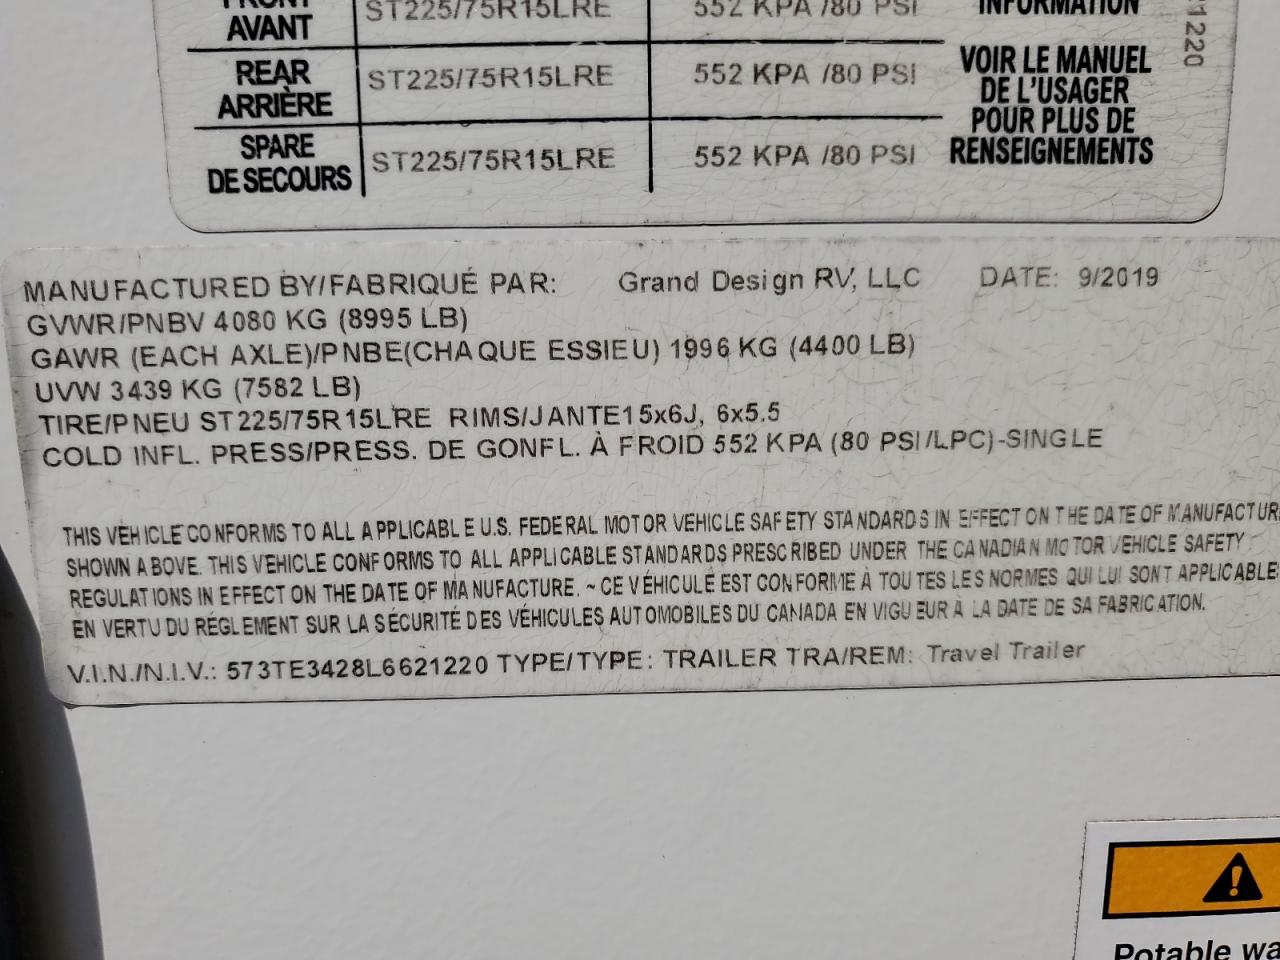 FRONT ST225/75R15LRE 552 KPA /80 PSI INFORMATION
AVANT
REAR ST225/75R15LRE 552 KPA /80 PSI VOIR LE MANUEL
ARRIÈRE DE L'USAGER
POUR PLUS DE
SPARE ST225/75R15LRE 552 KPA /80 PSI RENSEIGNEMENTS
DE SECOURS
1220
MANUFACTURED BY/FABRIQUÉ PAR: Grand Design RV, LLC DATE: 9/2019
GVWR/PNBV 4080 KG (8995 LB)
GAWR (EACH AXLE)/PNBE(CHAQUE ESSIEU) 1996 KG (4400 LB)
UVW 3439 KG (7582 LB)
TIRE/PNEU ST225/75R15LRE RIMS/JANTE15x6J, 6x5.5
COLD INFL. PRESS/PRESS. DE GONFL. À FROID 552 KPA (80 PSI/LPC)-SINGLE
THIS VEHICLE CONFORMS TO ALL APPLICABLE U.S. FEDERAL MOTOR VEHICLE SAFETY STANDARDS IN EFFECT ON THE DATE OF MANUFACTUR
SHOWN ABOVE. THIS VEHICLE CONFORMS TO ALL APPLICABLE STANDARDS PRESCRIBED UNDER THE CANADIAN MOTOR VEHICLE SAFETY
REGULATIONS IN EFFECT ON THE DATE OF MANUFACTURE. ~ CE VÉHICULE EST CONFORME À TOUTES LES NORMES QUI LUI SONT APPLICABLE
EN VERTU DU RÉGLEMENT SUR LA SÉCURITÉ DES VÉHICULES AUTOMOBILES DU CANADA EN VIGUEUR À LA DATE DE SA FABRICATION.
V.I.N./N.I.V.: 573TE3428L6621220 TYPE/TYPE: TRAILER TRA/REM: Travel Trailer
Potable wa